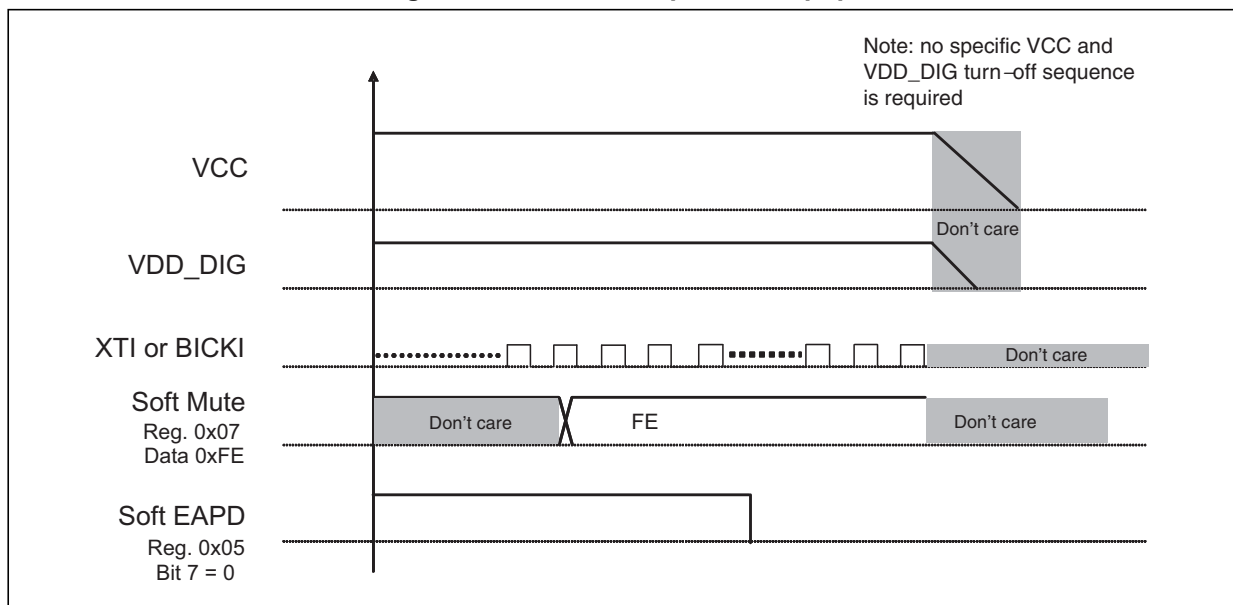 Note: no specific VCC and
VDD_DIG turn-off sequence
is required
VCC
Don't care
VDD_DIG
XTI or BICKI
Don't care
Soft Mute
Reg. 0x07
Data 0xFE
Don't care
FE
Don't care
Soft EAPD
Reg. 0x05
Bit 7 = 0